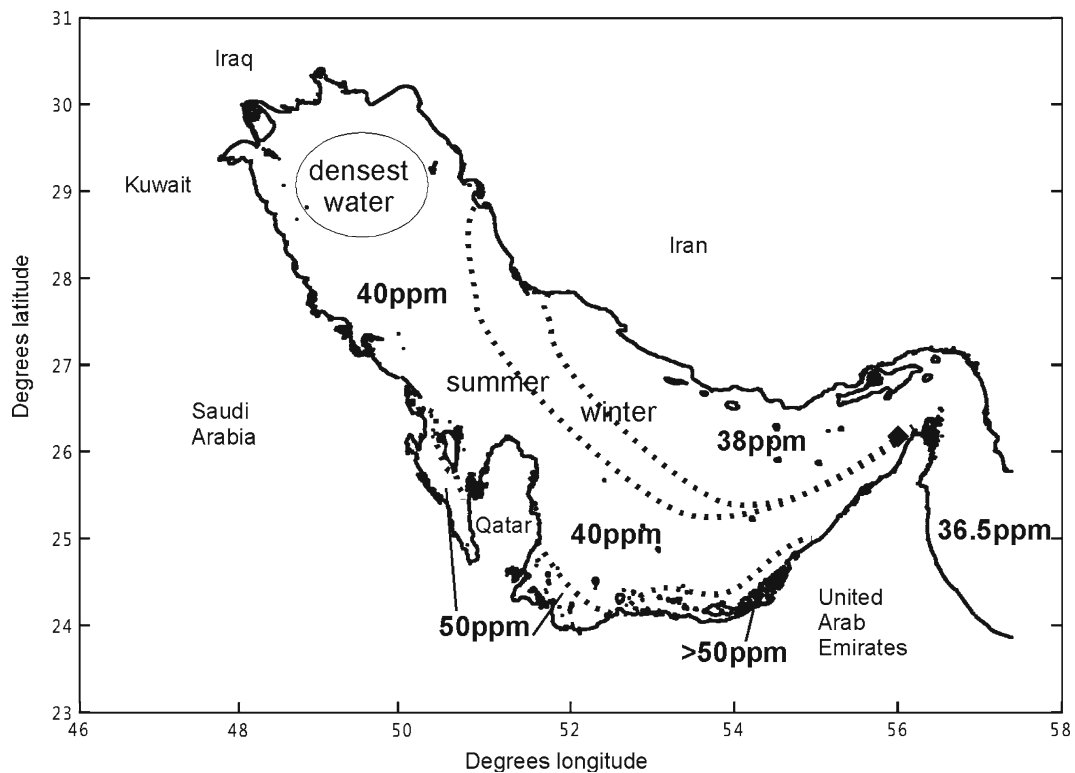 31
30
29
28
27
26
25
24
23
Degrees latitude
Iraq
Kuwait
densest
water
Iran
40ppm
summer
winter
38ppm
Saudi
Arabia
Qatar
40ppm
36.5ppm
50ppm
>50ppm
United
Arab
Emirates
46 48 50 52 54 56 58
Degrees longitude